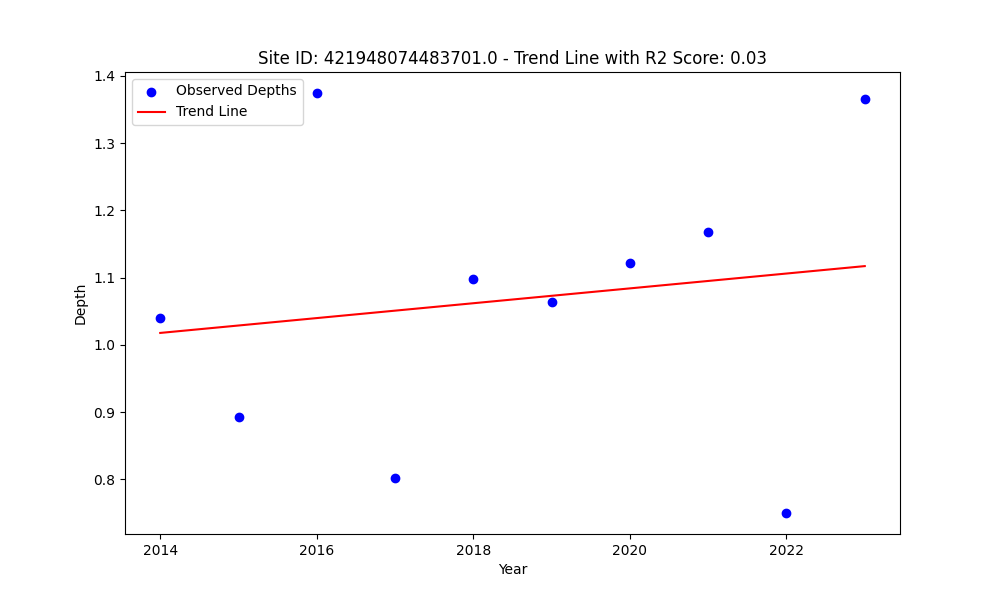 Site ID: 421948074483701.0 - Trend Line with R2 Score: 0.03
Observed Depths
Trend Line
1.4
1.3
1.2
1.1
1.0
0.9
0.8
Depth
2014
2016
2018
2020
2022
Year